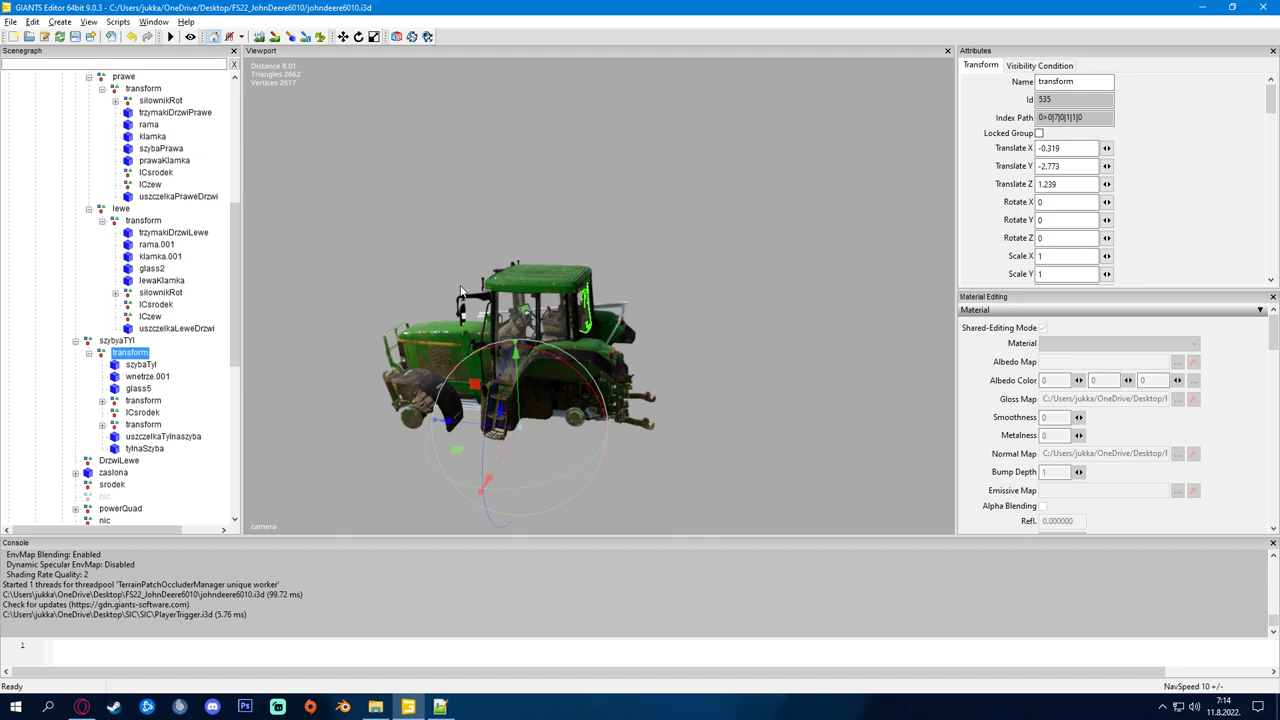 GIANTS Editor 64bit 9.0.3 - C:/Users/jukka/OneDrive/Desktop/FS22_JohnDeere6010/johndeere6010.i3d
File Edit Create View Scripts Window Help
Scenegraph
prawe
transform
silownikRot
trzymakiDrzwiPrawe
rama
klamka
szybaPrawa
prawaKlamka
ICsrodek
ICzew
uszczelkaPraweDrzwi
lewe
transform
trzymakiDrzwiLewe
rama.001
klamka.001
glass2
lewaKlamka
silownikRot
ICsrodek
ICzew
uszczelkaLeweDrzwi
szybyaTYl
transform
szybaTyl
wnetrze.001
glass5
transform
ICsrodek
transform
uszczelkaTylnaszyba
tylnaSzyba
DrzwiLewe
zaslona
srodek
nic
powerQuad
nic
Viewport
Distance 8.01
Triangles 2662
Vertices 2617
camera
Attributes
Transform Visibility Condition
Name transform
Id 535
Index Path 0>0|7|0|1|1|0
Locked Group
Translate X -0.319
Translate Y -2.773
Translate Z 1.239
Rotate X 0
Rotate Y 0
Rotate Z 0
Scale X 1
Scale Y 1
Material Editing
Material
Shared-Editing Mode
Material
Albedo Map ...
Albedo Color 0 0 0 ...
Gloss Map C:/Users/jukka/OneDrive/Desktop/F ...
Smoothness 0
Metalness 0
Normal Map C:/Users/jukka/OneDrive/Desktop/F ...
Bump Depth 1
Emissive Map ...
Alpha Blending
Refl. 0.000000
Console
EnvMap Blending: Enabled
Dynamic Specular EnvMap: Disabled
Shading Rate Quality: 2
Started 1 threads for threadpool 'TerrainPatchOccluderManager unique worker'
C:/Users/jukka/OneDrive/Desktop/FS22_JohnDeere6010/johndeere6010.i3d (99.72 ms)
Check for updates (https://gdn.giants-software.com)
C:/Users/jukka/OneDrive/Desktop/SIC/SIC/PlayerTrigger.i3d (5.76 ms)
1
Ready
NavSpeed 10 +/-
7:14
11.8.2022.